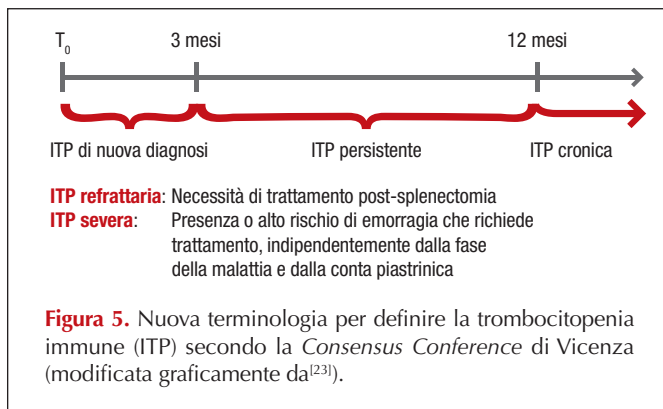 T0 3 mesi 12 mesi
ITP di nuova diagnosi ITP persistente ITP cronica
ITP refrattaria: Necessità di trattamento post-splenectomia
ITP severa: Presenza o alto rischio di emorragia che richiede
trattamento, indipendentemente dalla fase
della malattia e dalla conta piastrinica
Figura 5. Nuova terminologia per definire la trombocitopenia
immune (ITP) secondo la Consensus Conference di Vicenza
(modificata graficamente da[23]).